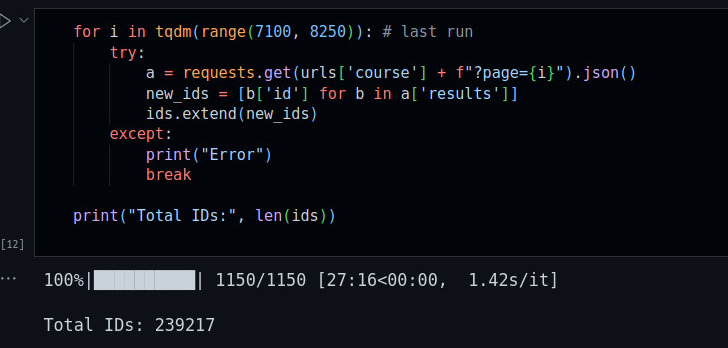 for i in tqdm(range(7100, 8250)): # last run
    try:
        a = requests.get(urls['course'] + f"?page={i}").json()
        new_ids = [b['id'] for b in a['results']]
        ids.extend(new_ids)
    except:
        print("Error")
        break
print("Total IDs:", len(ids))
[12]
100%|██████████| 1150/1150 [27:16<00:00,  1.42s/it]
Total IDs: 239217